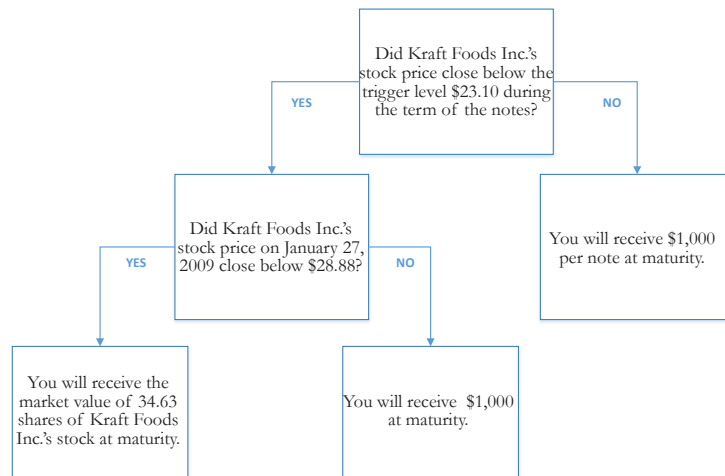 Did Kraft Foods Inc.'s
stock price close below the
trigger level $23.10 during
the term of the notes?
YES
NO
Did Kraft Foods Inc.'s
stock price on January 27,
2009 close below $28.88?
You will receive $1,000
per note at maturity.
YES
NO
You will receive the
market value of 34.63
shares of Kraft Foods
Inc.'s stock at maturity.
You will receive $1,000
at maturity.